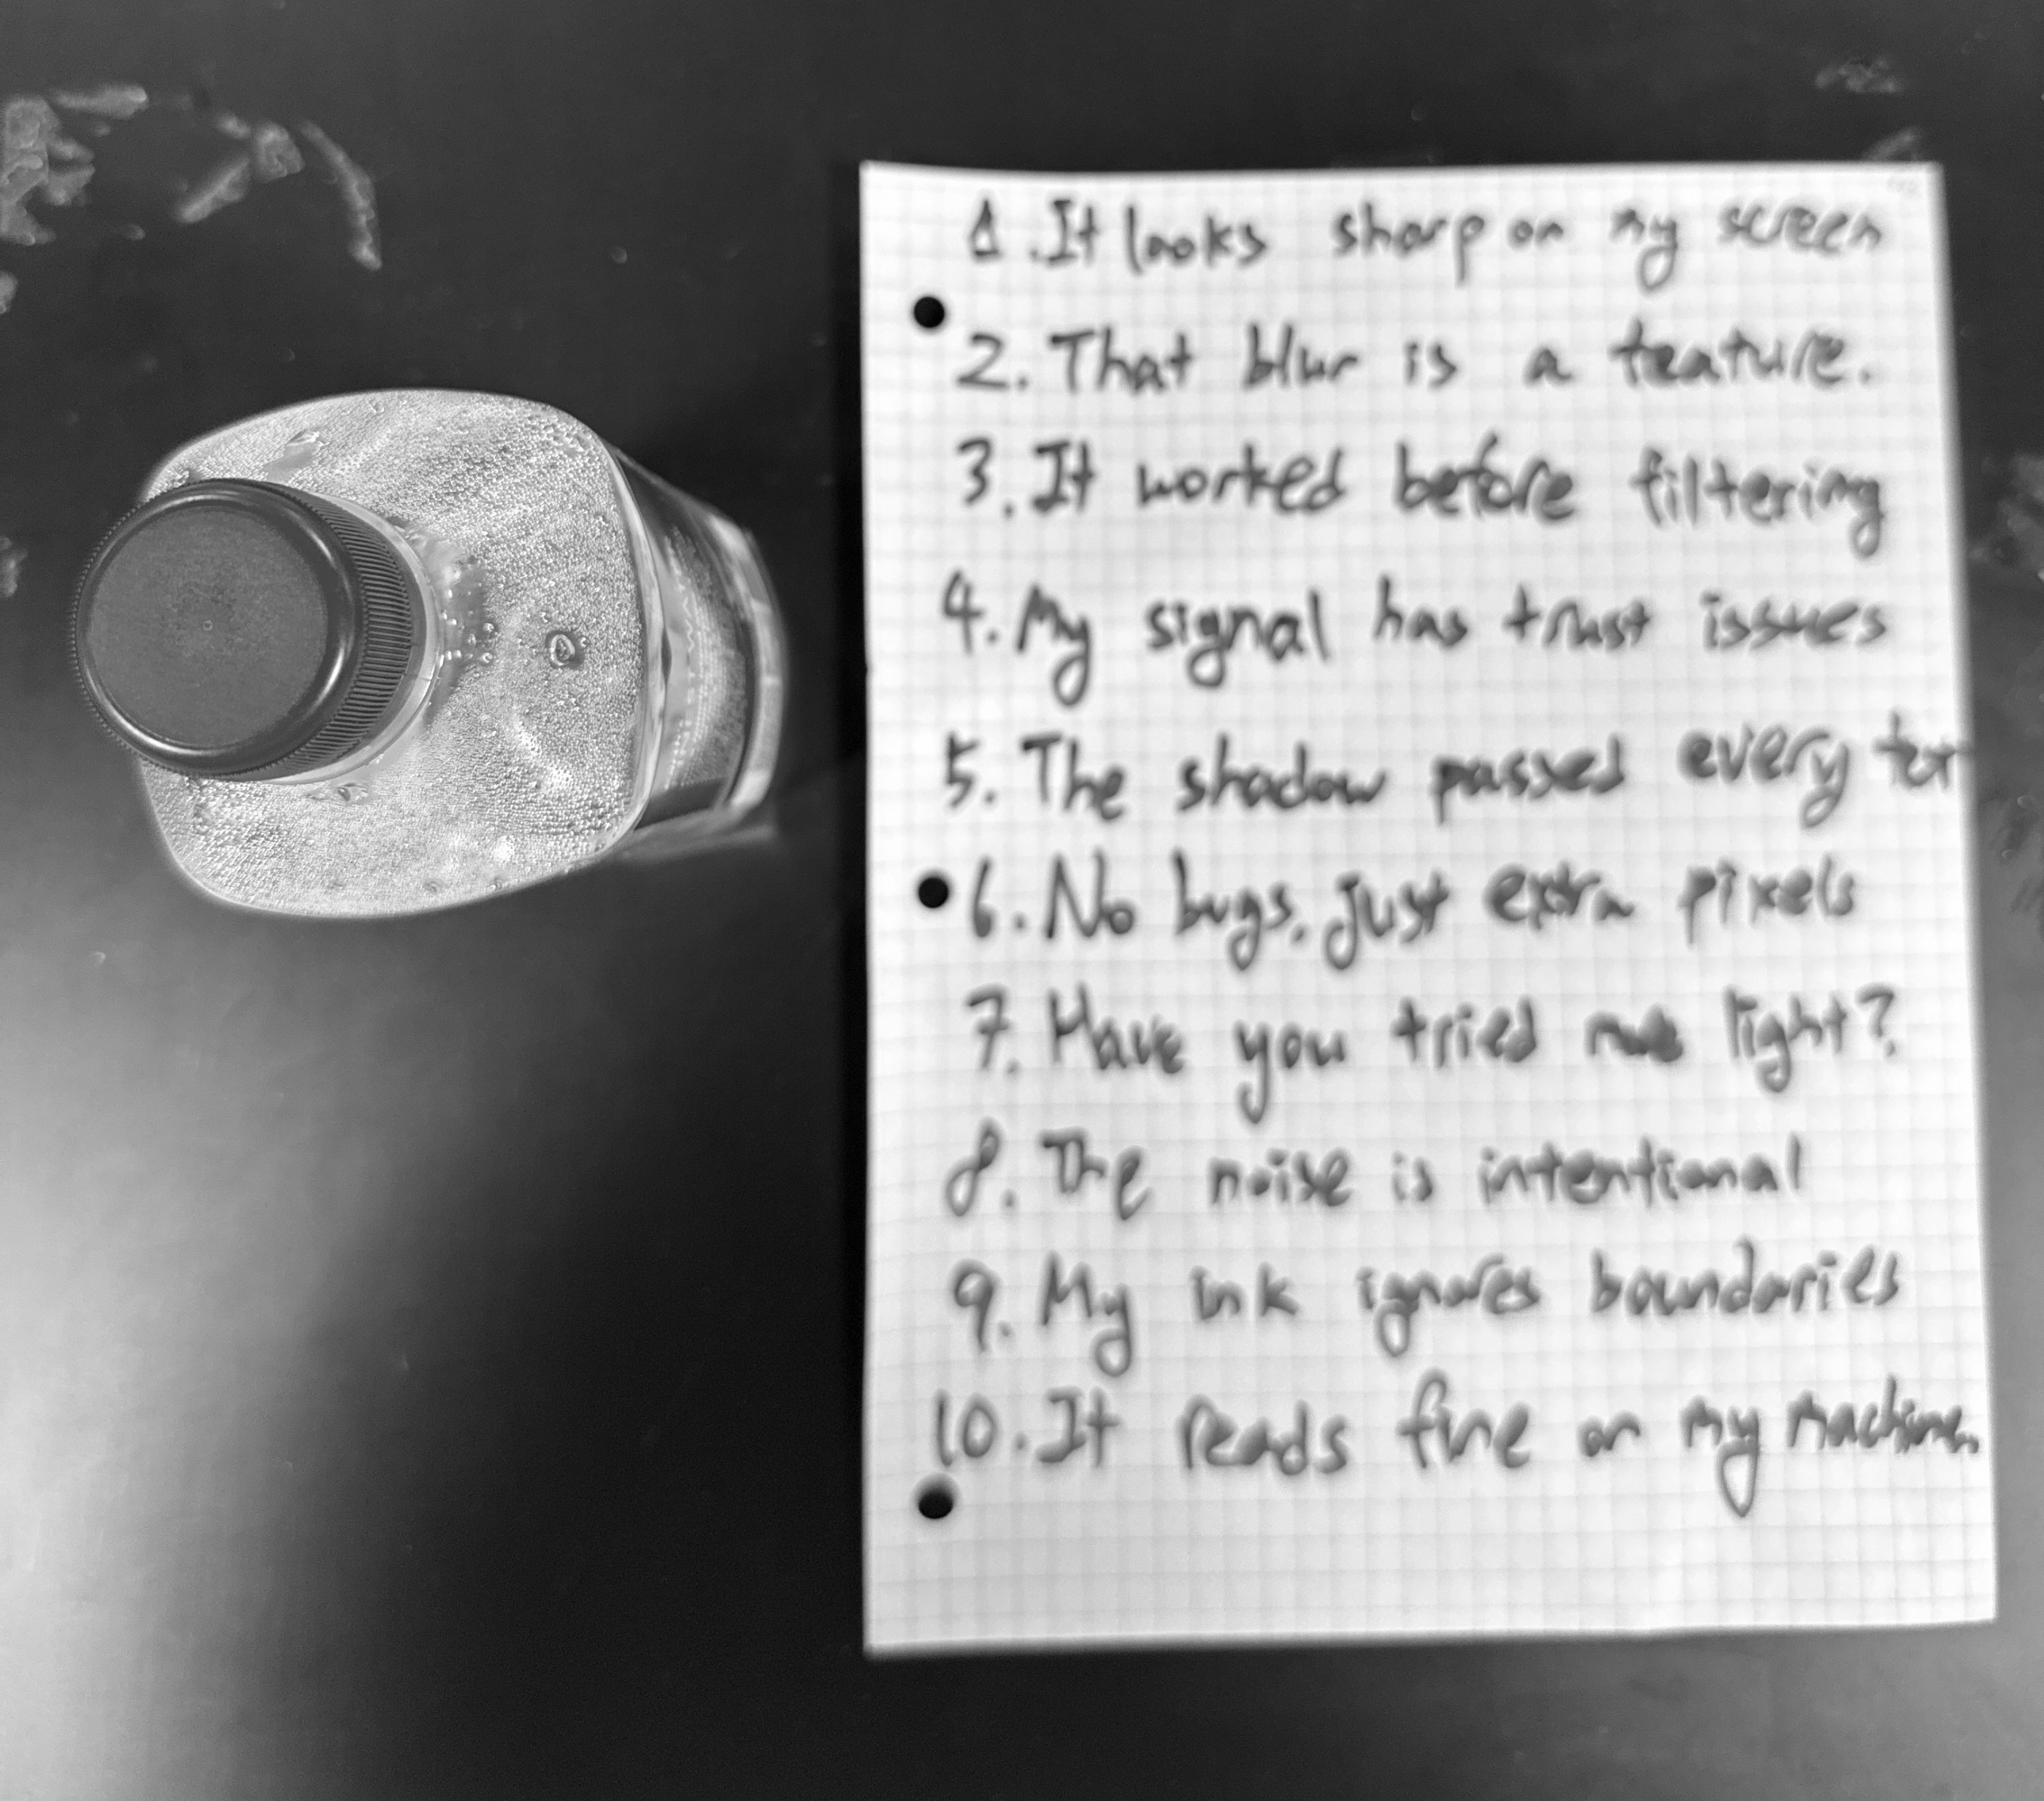 1. It looks sharp on my screen
2. That blur is a feature.
3. It worked before filtering
4. My signal has trust issues
5. The shadow passed every
6. No bugs, just extra pixels
7. Have you tried light?
8. The noise is intentional
9. My ink ignores boundaries
10. It reads fine on my machine.